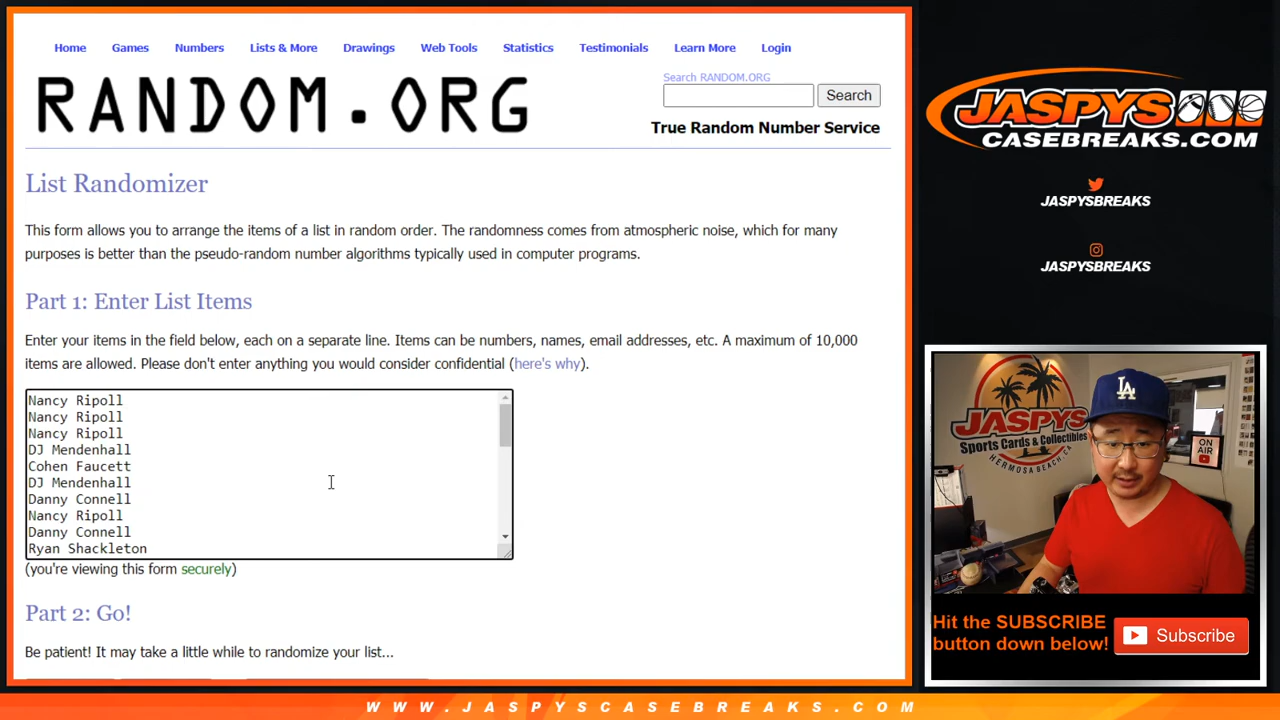 Home Games Numbers Lists & More Drawings Web Tools Statistics Testimonials Learn More Login
RANDOM.ORG
Search RANDOM.ORG
Search
True Random Number Service
List Randomizer
This form allows you to arrange the items of a list in random order. The randomness comes from atmospheric noise, which for many
purposes is better than the pseudo-random number algorithms typically used in computer programs.
Part 1: Enter List Items
Enter your items in the field below, each on a separate line. Items can be numbers, names, email addresses, etc. A maximum of 10,000
items are allowed. Please don't enter anything you would consider confidential (here's why).
Nancy Ripoll
Nancy Ripoll
Nancy Ripoll
DJ Mendenhall
Cohen Faucett
DJ Mendenhall
Danny Connell
Nancy Ripoll
Danny Connell
Ryan Shackleton
(you're viewing this form securely)
Part 2: Go!
Be patient! It may take a little while to randomize your list...
JASPYS
CASEBREAKS.COM
JASPYSBREAKS
JASPYSBREAKS
JASPYS
Sports Cards & Collectibles
HERMOSA BEACH, CA
LA
ON AIR
Hit the SUBSCRIBE
button down below!
Subscribe
WWW.JASPYSCASEBREAKS.COM